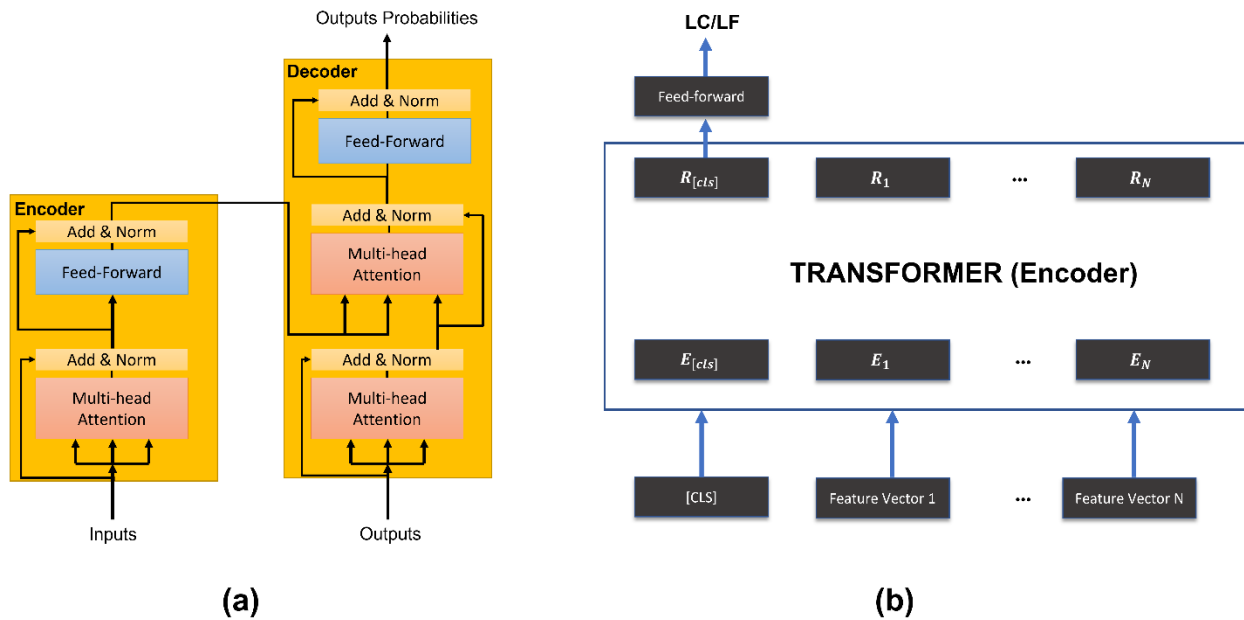 Outputs Probabilities
Decoder
Add & Norm
Feed-Forward
Add & Norm
Multi-head
Attention
Add & Norm
Multi-head
Attention
Outputs
Encoder
Add & Norm
Feed-Forward
Add & Norm
Multi-head
Attention
Inputs
(a)
LC/LF
Feed-forward
R[cls] R1 ... RN
TRANSFORMER (Encoder)
E[cls] E1 ... EN
[CLS] Feature Vector 1 ... Feature Vector N
(b)